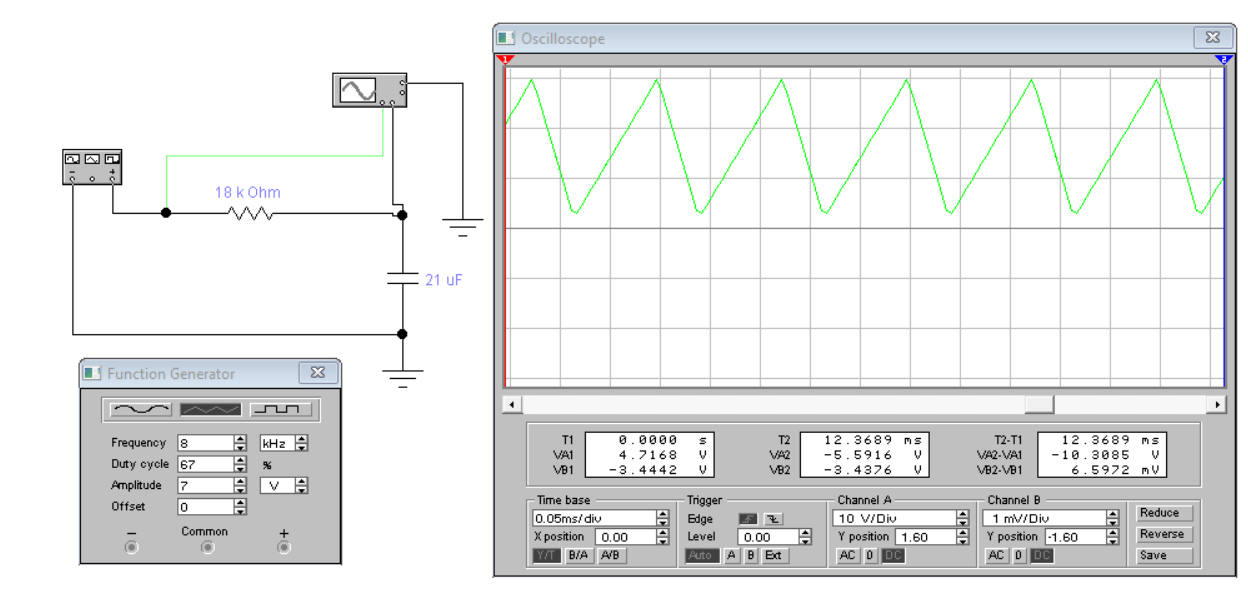 18 k Ohm
21 uF
- +
Function Generator
Frequency 8 kHz
Duty cycle 67 %
Amplitude 7 V
Offset 0
- Common +
Oscilloscope
1 2
T1 0.0000 s T2 12.3689 ms T2-T1 12.3689 ms
VA1 4.7168 V VA2 -5.5916 V VA2-VA1 -10.3085 V
VB1 -3.4442 V VB2 -3.4376 V VB2-VB1 6.5972 mV
Time base Trigger Channel A Channel B
0.05ms/div Edge 10 V/Div 1 mV/Div Reduce
X position 0.00 Level 0.00 Y position 1.60 Y position -1.60 Reverse
Y/T B/A A/B Auto A B Ext AC 0 DC AC 0 DC Save